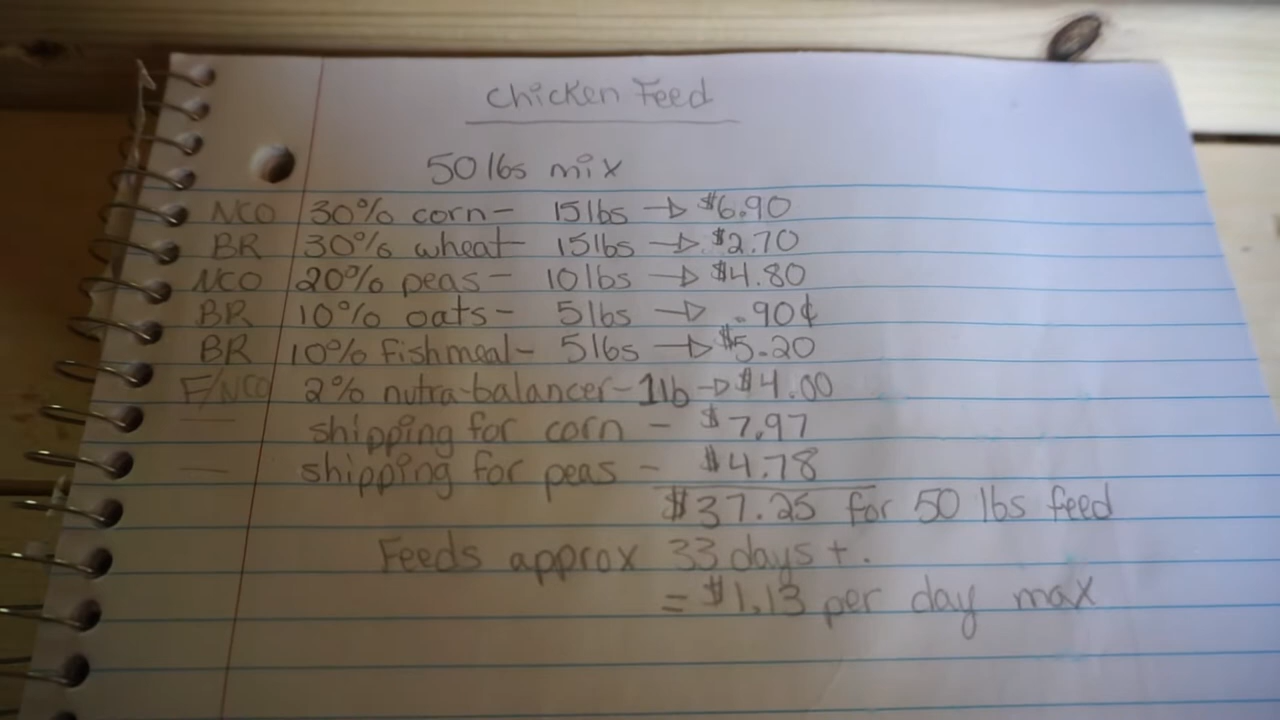 Chicken Feed
50 lbs mix
NCO 30% corn - 15lbs → $6.90
BR 30% wheat 15lbs → $2.70
NCO 20% peas - 10lbs → $4.80
BR 10% oats - 5lbs → .90¢
BR 10% fishmeal - 5lbs → $5.20
F/NCO 2% nutra-balancer - 1lb → $4.00
— shipping for corn - $7.97
— shipping for peas - $4.78
$37.25 for 50 lbs feed
Feeds approx 33 days +.
= $1.13 per day max